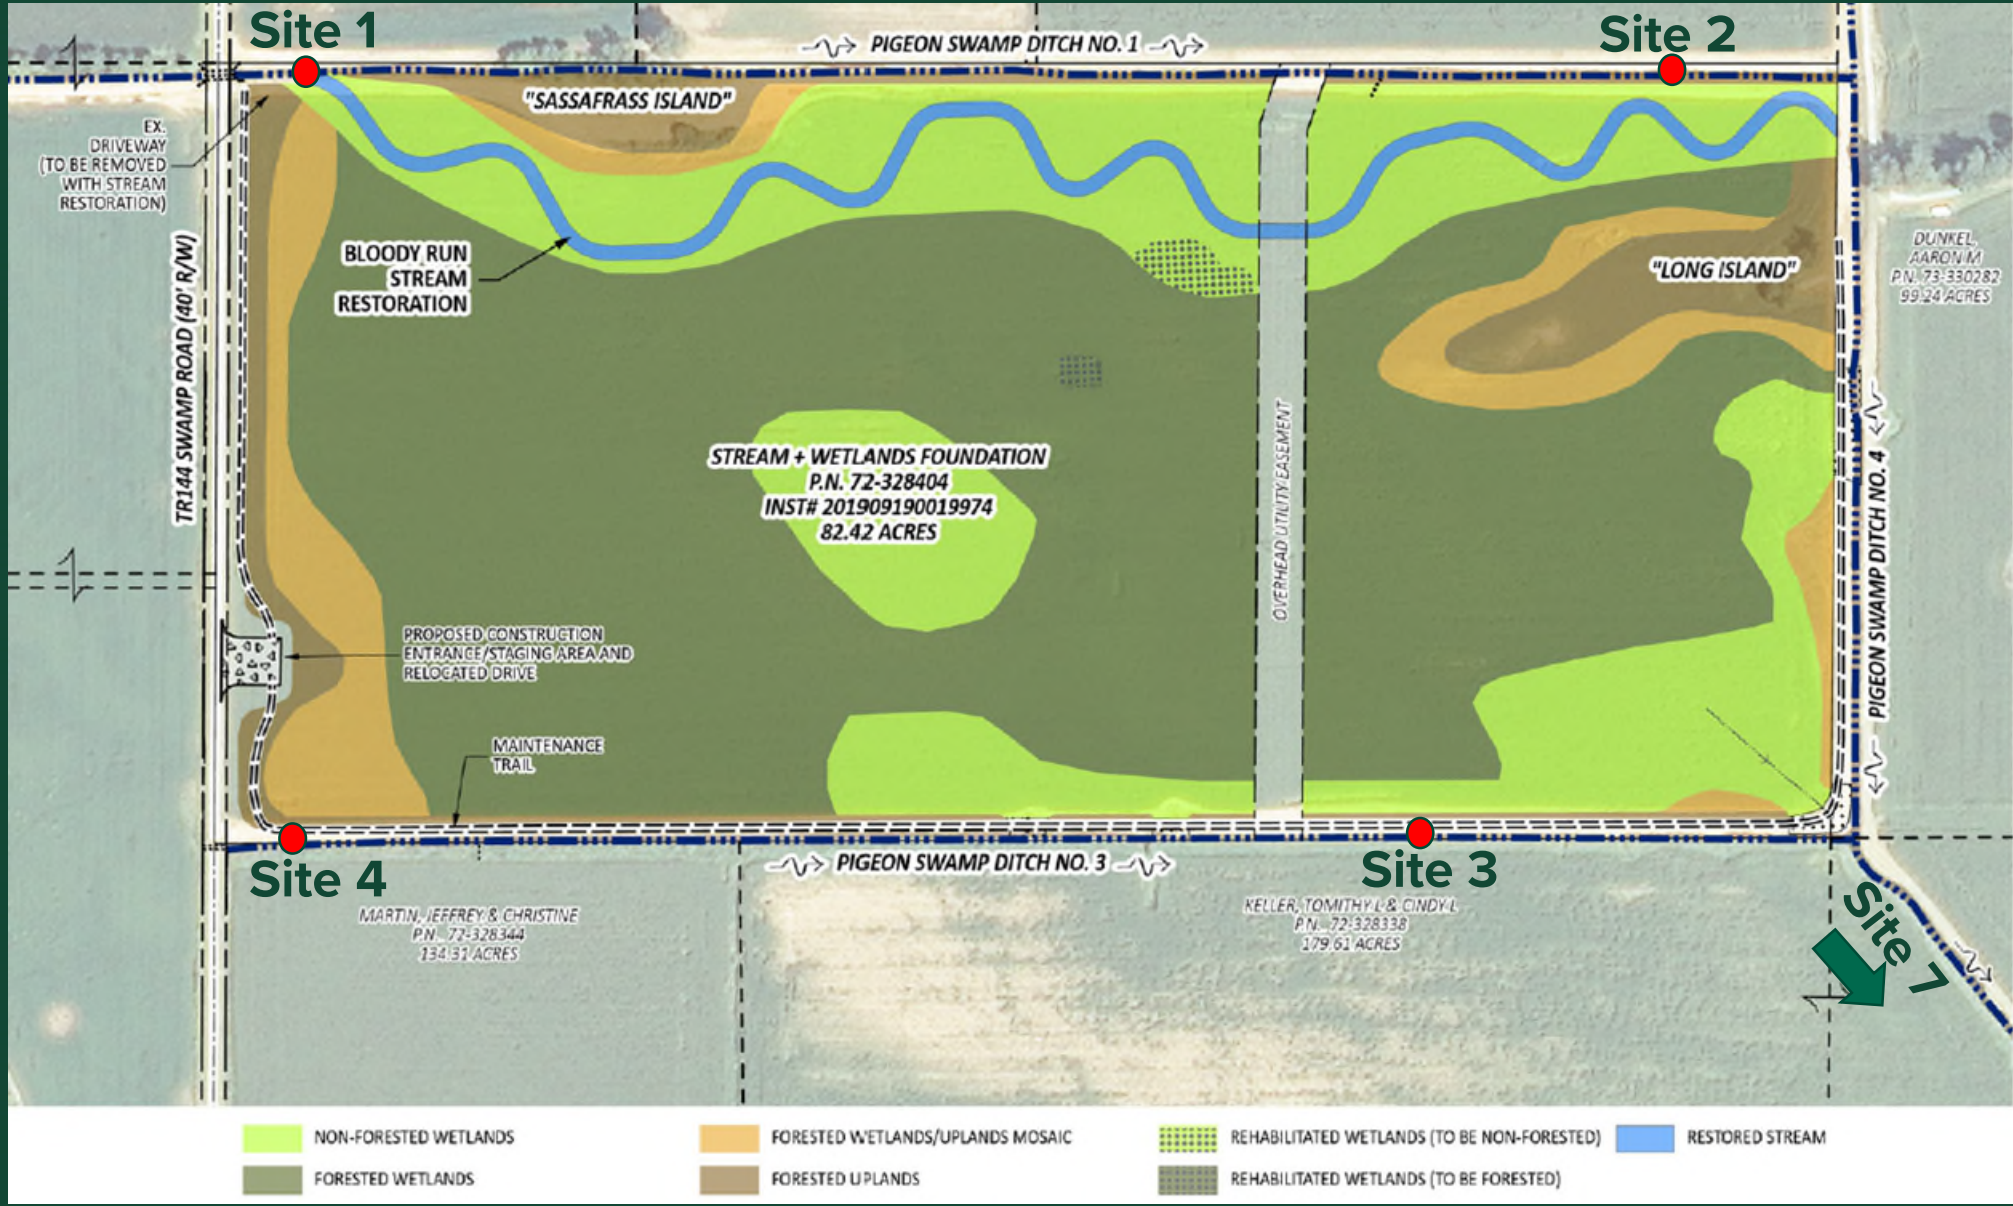 Site 1
Site 2
PIGEON SWAMP DITCH NO. 1
"SASSAFRASS ISLAND"
EX.
DRIVEWAY
(TO BE REMOVED
WITH STREAM
RESTORATION)
BLOODY RUN
STREAM
RESTORATION
"LONG ISLAND"
DUNKEL,
AARON M
P.N. 73-330282
99.24 ACRES
TR144 SWAMP ROAD (40' R/W)
STREAM + WETLANDS FOUNDATION
P.N. 72-328404
INST# 201909190019974
82.42 ACRES
OVERHEAD UTILITY EASEMENT
PIGEON SWAMP DITCH NO. 4
PROPOSED CONSTRUCTION
ENTRANCE/STAGING AREA AND
RELOCATED DRIVE
MAINTENANCE
TRAIL
Site 4
PIGEON SWAMP DITCH NO. 3
Site 3
MARTIN, JEFFREY & CHRISTINE
P.N. 72-328344
134.31 ACRES
KELLER, TOMITHY L & CINDY L
P.N. 72-328338
179.61 ACRES
Site 7
NON-FORESTED WETLANDS
FORESTED WETLANDS/UPLANDS MOSAIC
REHABILITATED WETLANDS (TO BE NON-FORESTED)
RESTORED STREAM
FORESTED WETLANDS
FORESTED UPLANDS
REHABILITATED WETLANDS (TO BE FORESTED)